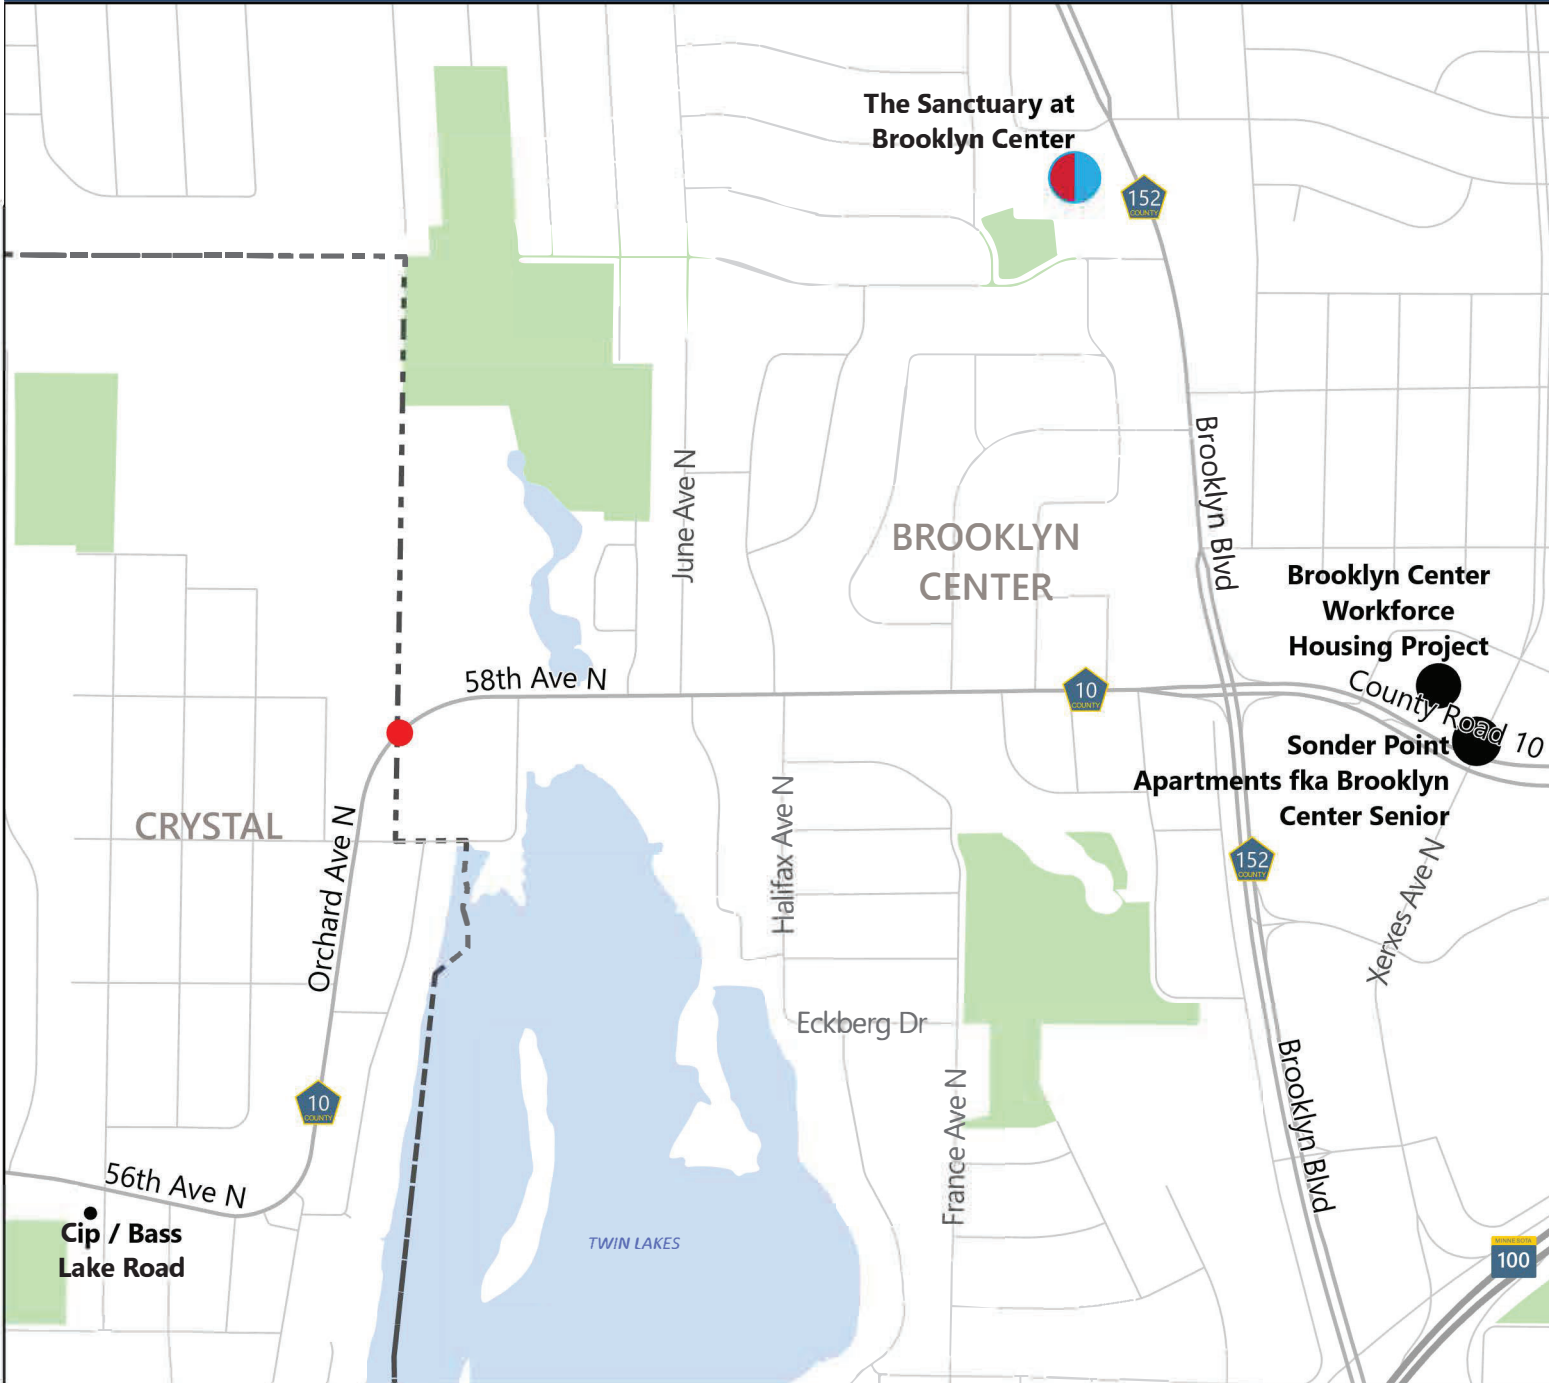 The Sanctuary at
Brooklyn Center
152
COUNTY
Brooklyn Blvd
June Ave N
BROOKLYN
CENTER
Brooklyn Center
Workforce
Housing Project
58th Ave N
10
COUNTY
County Road 10
Sonder Point
Apartments fka Brooklyn
Center Senior
CRYSTAL
Orchard Ave N
Halifax Ave N
152
COUNTY
Xerxes Ave N
Eckberg Dr
10
COUNTY
France Ave N
Brooklyn Blvd
56th Ave N
Cip / Bass
Lake Road
TWIN LAKES
MINNESOTA
100